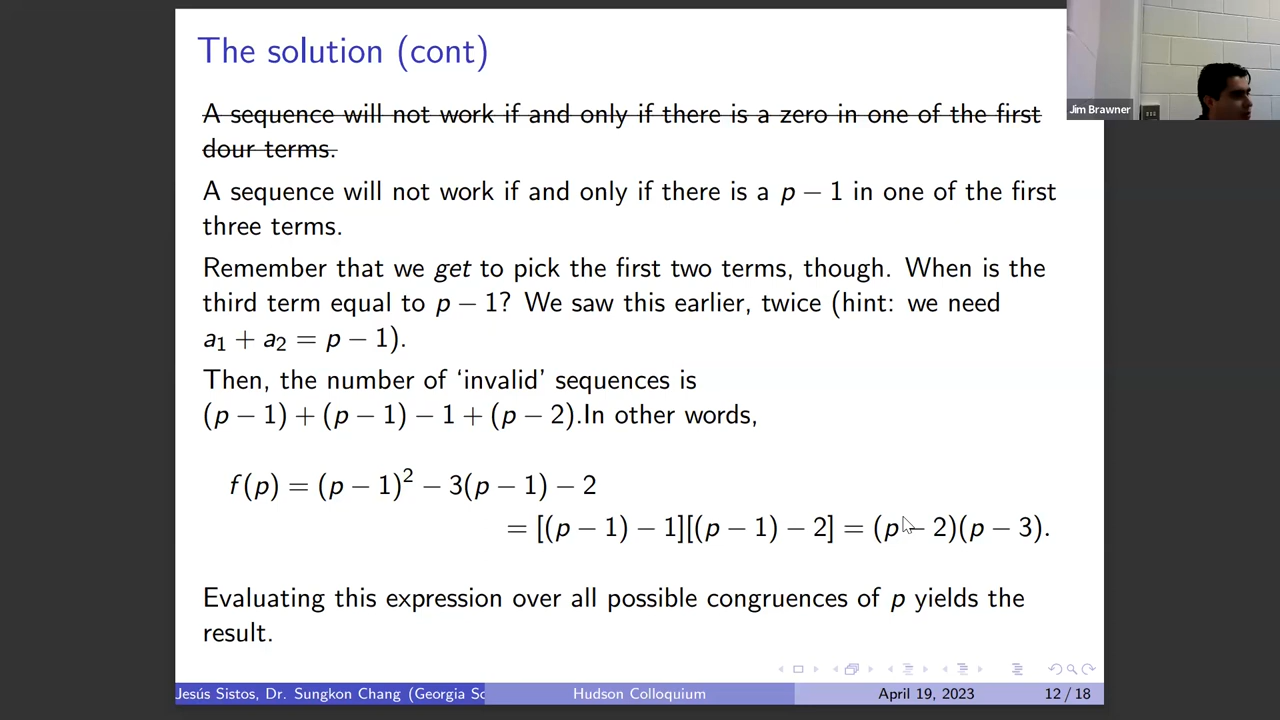 The solution (cont)
Jim Brawner
A sequence will not work if and only if there is a zero in one of the first
dour terms.
A sequence will not work if and only if there is a p − 1 in one of the first
three terms.
Remember that we get to pick the first two terms, though. When is the
third term equal to p − 1? We saw this earlier, twice (hint: we need
a₁ + a₂ = p − 1).
Then, the number of ‘invalid’ sequences is
(p − 1) + (p − 1) − 1 + (p − 2).In other words,
f(p) = (p − 1)² − 3(p − 1) − 2
= [(p − 1) − 1][(p − 1) − 2] = (p − 2)(p − 3).
Evaluating this expression over all possible congruences of p yields the
result.
Jesús Sistos, Dr. Sungkon Chang (Georgia So
Hudson Colloquium
April 19, 2023
12 / 18